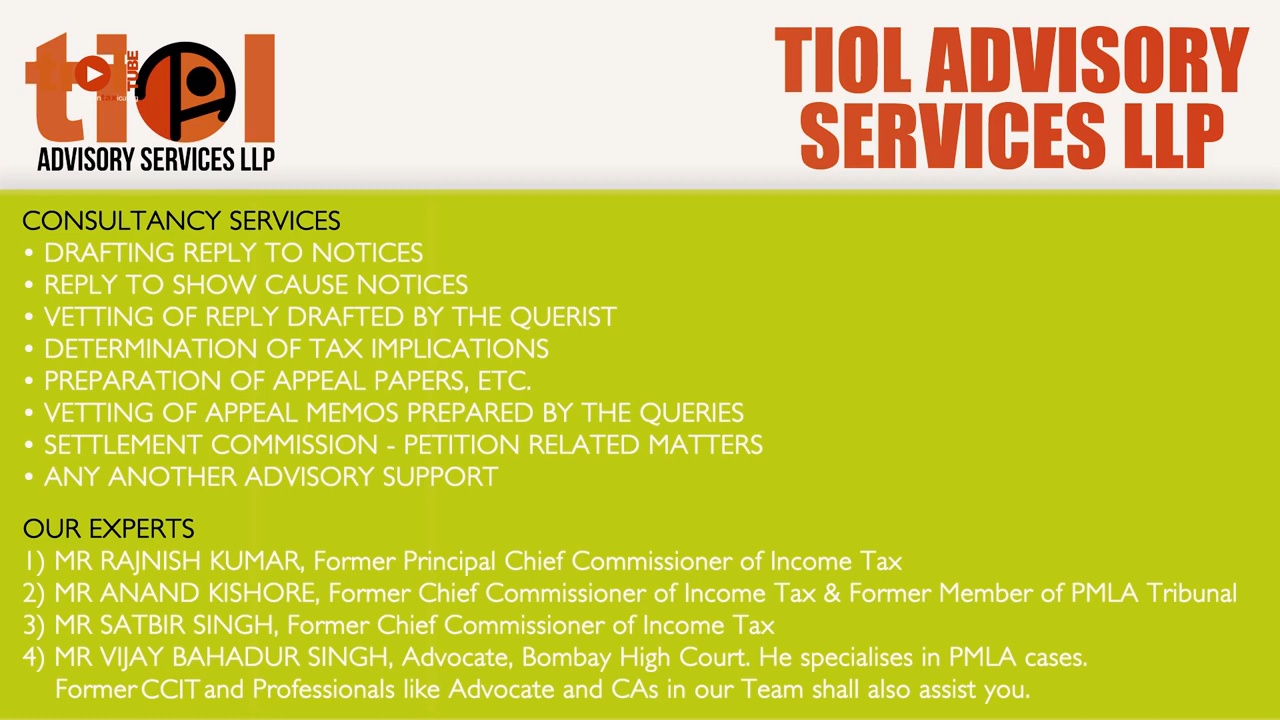 tiol
TUBE
ADVISORY SERVICES LLP
TIOL ADVISORY
SERVICES LLP
CONSULTANCY SERVICES
• DRAFTING REPLY TO NOTICES
• REPLY TO SHOW CAUSE NOTICES
• VETTING OF REPLY DRAFTED BY THE QUERIST
• DETERMINATION OF TAX IMPLICATIONS
• PREPARATION OF APPEAL PAPERS, ETC.
• VETTING OF APPEAL MEMOS PREPARED BY THE QUERIES
• SETTLEMENT COMMISSION - PETITION RELATED MATTERS
• ANY ANOTHER ADVISORY SUPPORT
OUR EXPERTS
1) MR RAJNISH KUMAR, Former Principal Chief Commissioner of Income Tax
2) MR ANAND KISHORE, Former Chief Commissioner of Income Tax & Former Member of PMLA Tribunal
3) MR SATBIR SINGH, Former Chief Commissioner of Income Tax
4) MR VIJAY BAHADUR SINGH, Advocate, Bombay High Court. He specialises in PMLA cases.
Former CCIT and Professionals like Advocate and CAs in our Team shall also assist you.